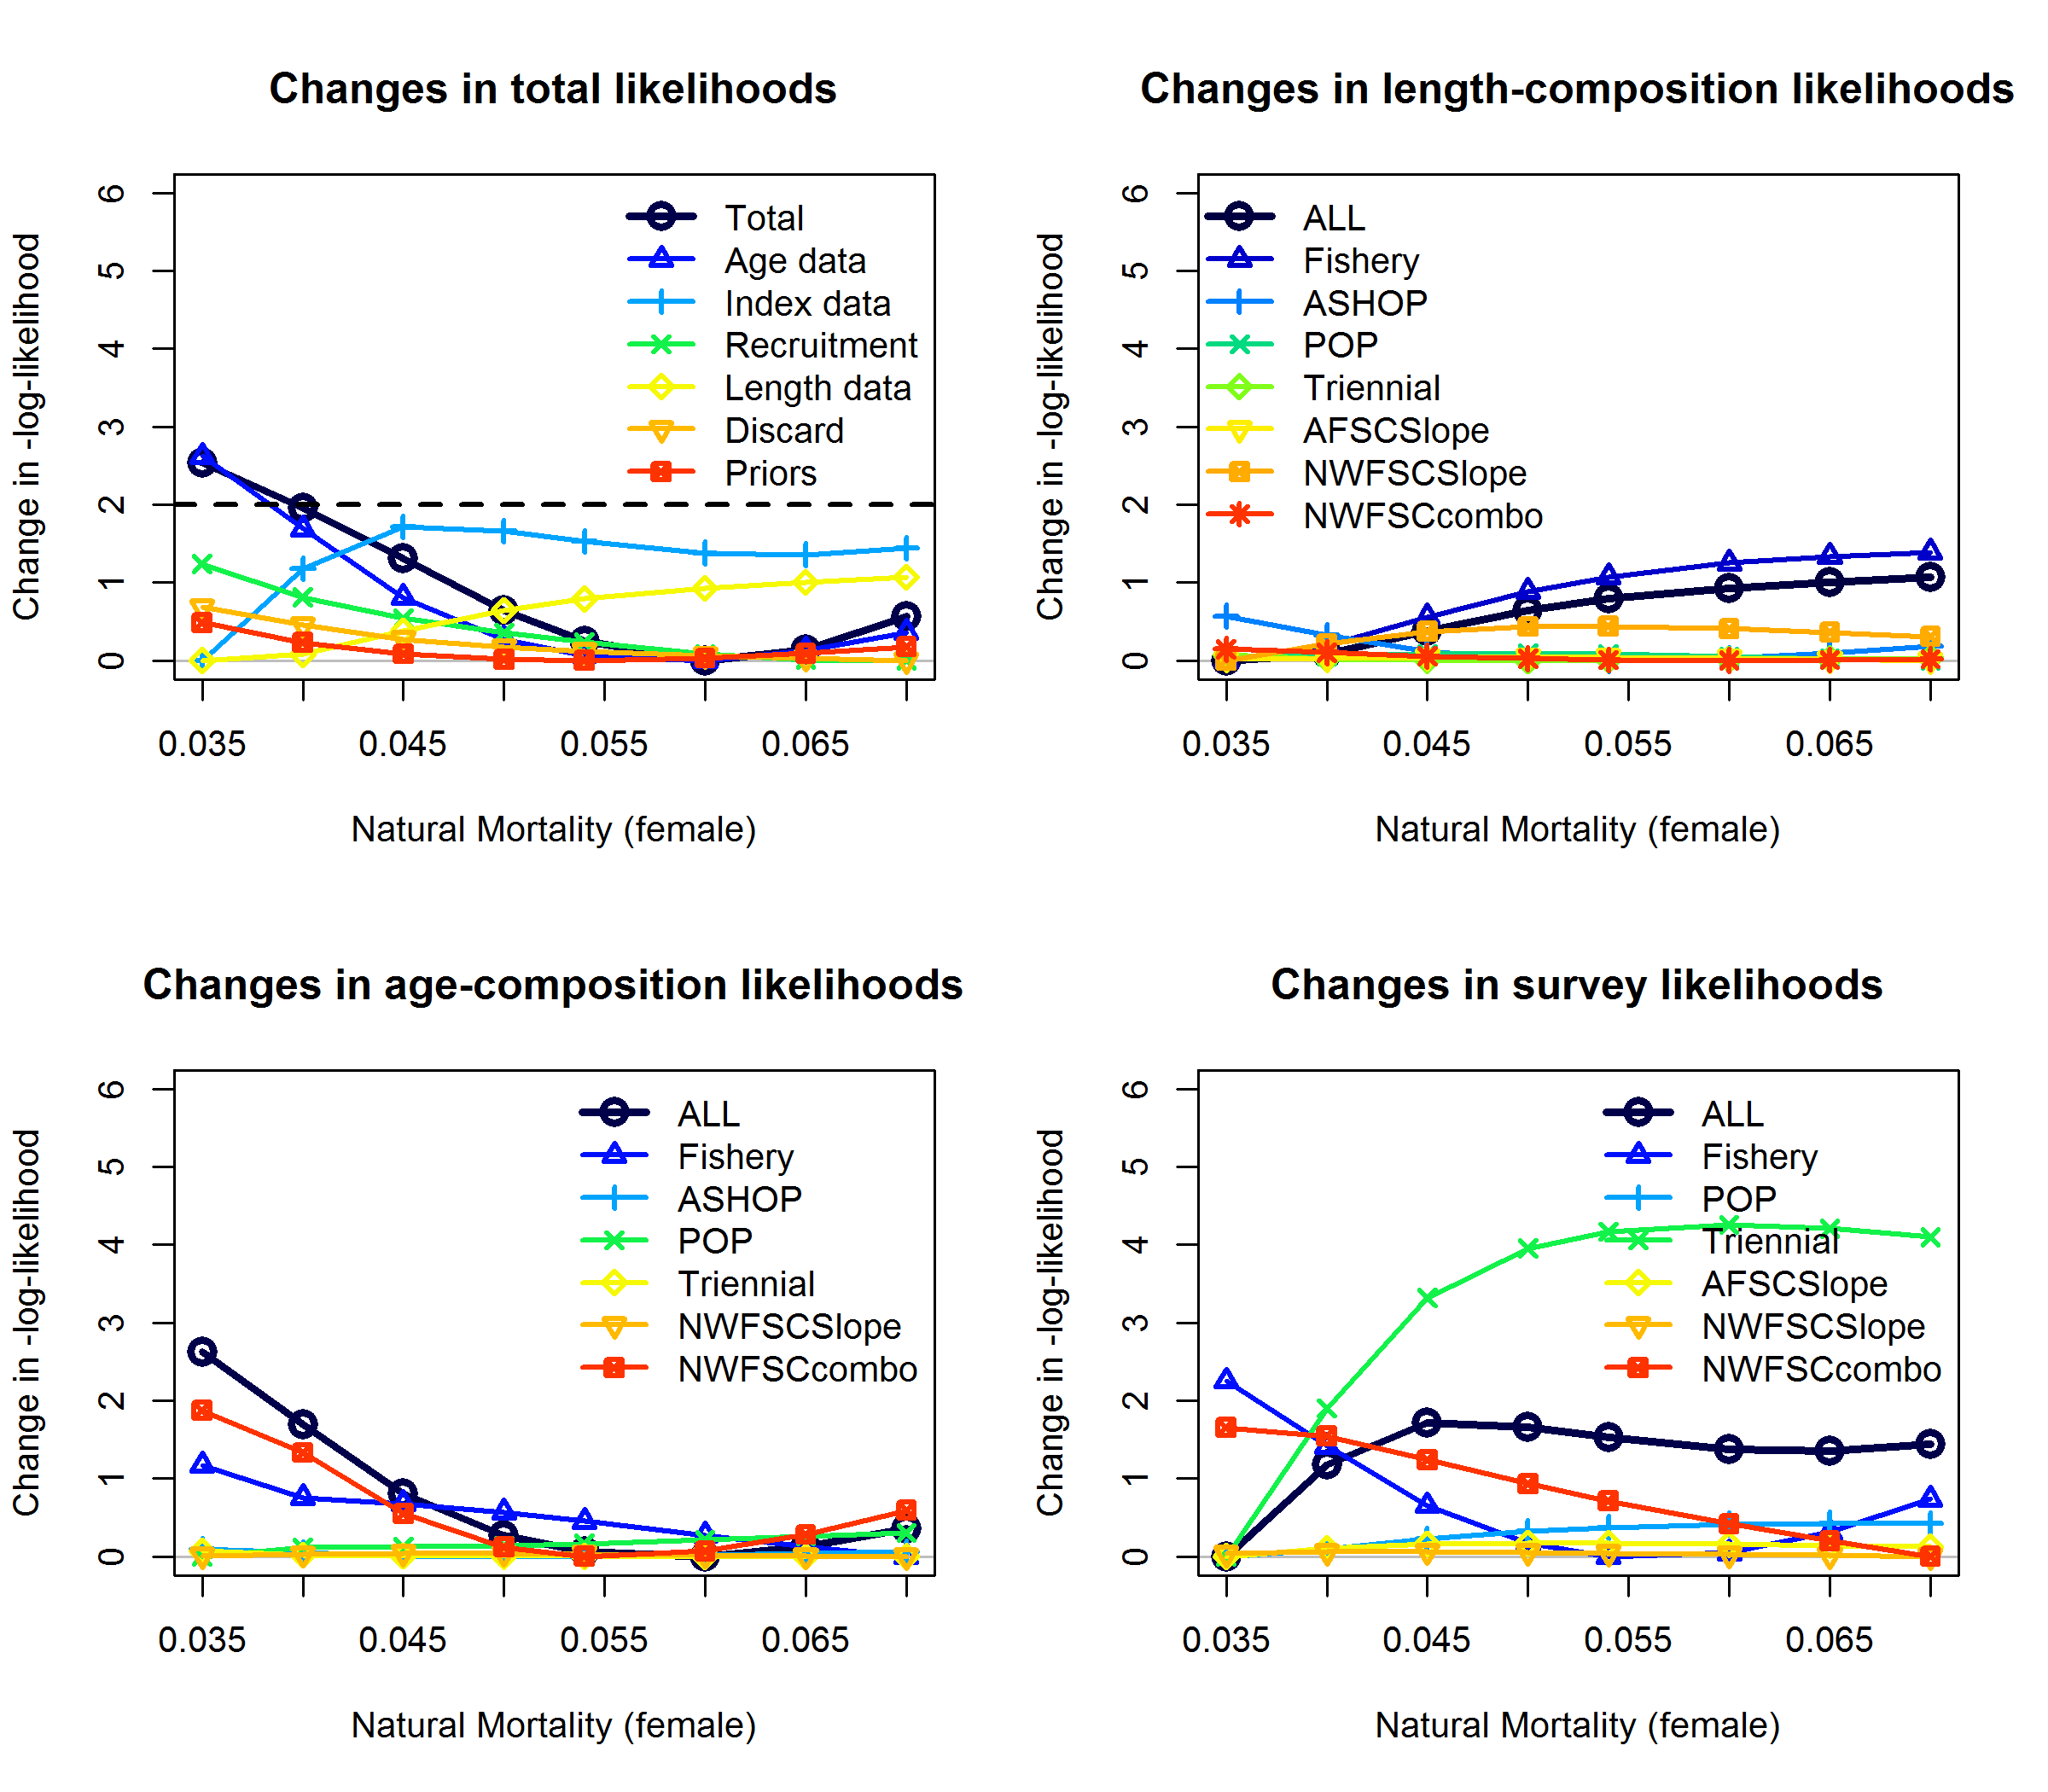 Changes in total likelihoods
Change in -log-likelihood
6
5
4
3
2
1
0
Total
Age data
Index data
Recruitment
Length data
Discard
Priors
0.035
0.045
0.055
0.065
Natural Mortality (female)
Changes in length-composition likelihoods
Change in -log-likelihood
6
5
4
3
2
1
0
ALL
Fishery
ASHOP
POP
Triennial
AFSCSlope
NWFSCSlope
NWFSCcombo
0.035
0.045
0.055
0.065
Natural Mortality (female)
Changes in age-composition likelihoods
Change in -log-likelihood
6
5
4
3
2
1
0
ALL
Fishery
ASHOP
POP
Triennial
NWFSCSlope
NWFSCcombo
0.035
0.045
0.055
0.065
Natural Mortality (female)
Changes in survey likelihoods
Change in -log-likelihood
6
5
4
3
2
1
0
ALL
Fishery
POP
Triennial
AFSCSlope
NWFSCSlope
NWFSCcombo
0.035
0.045
0.055
0.065
Natural Mortality (female)